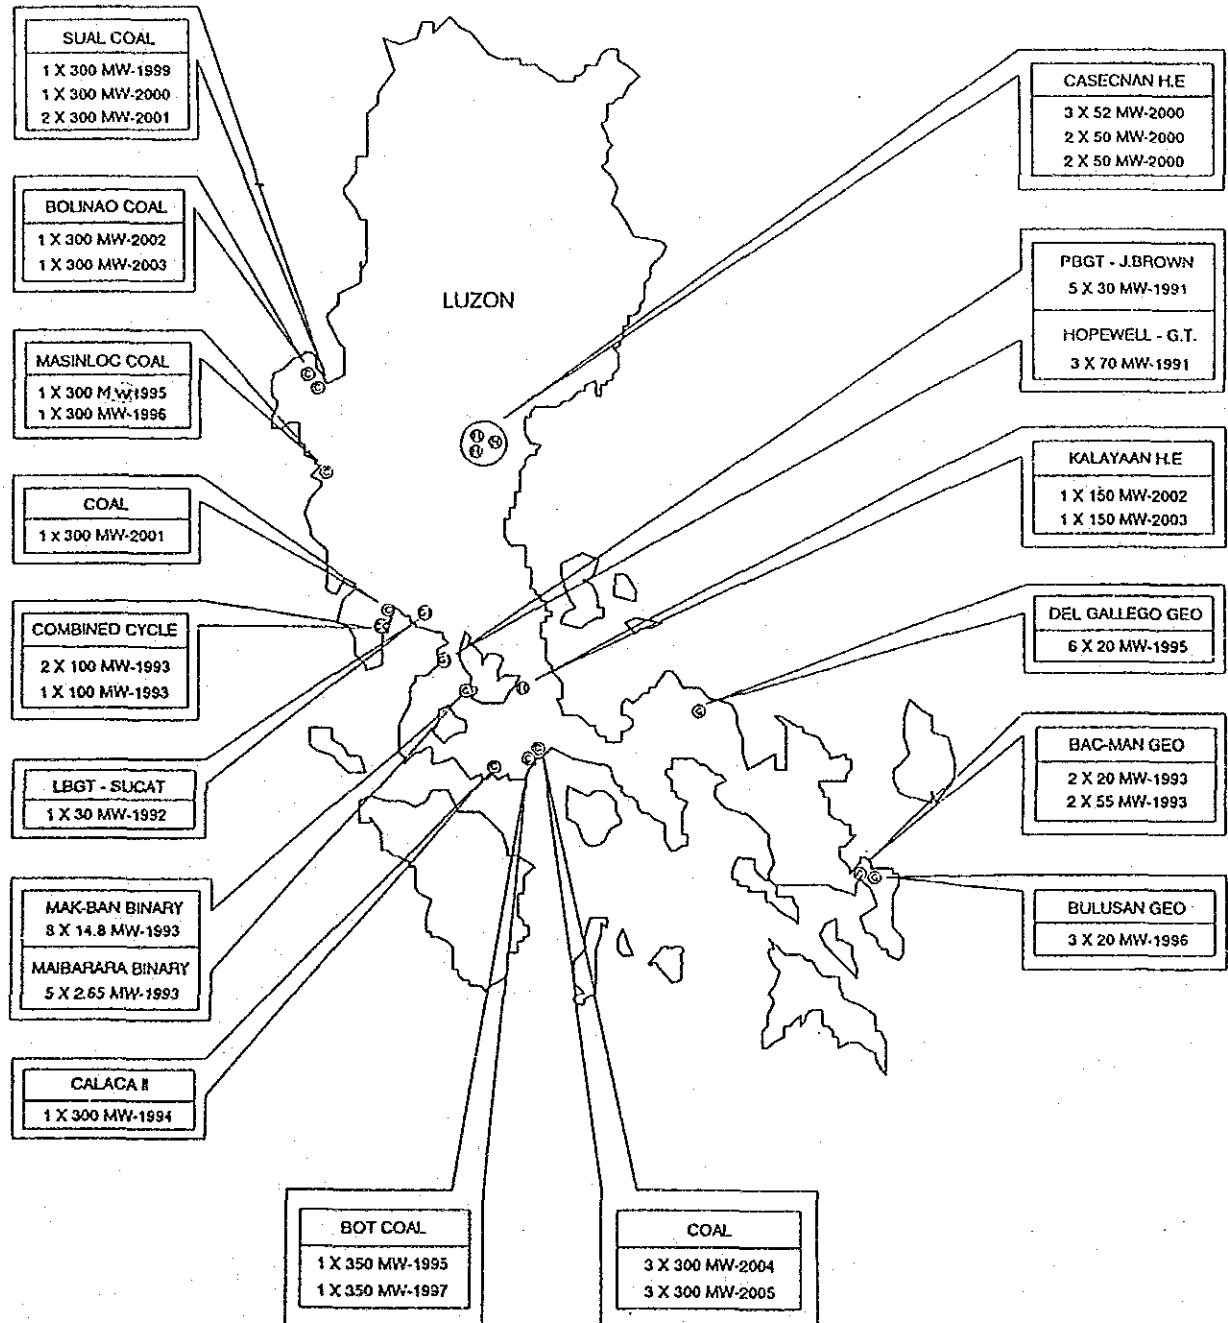 SUAL COAL
1 X 300 MW-1999
1 X 300 MW-2000
2 X 300 MW-2001
BOLINAO COAL
1 X 300 MW-2002
1 X 300 MW-2003
MASINLOC COAL
1 X 300 MW-1995
1 X 300 MW-1996
COAL
1 X 300 MW-2001
COMBINED CYCLE
2 X 100 MW-1993
1 X 100 MW-1993
LBGT - SUCAT
1 X 30 MW-1992
MAK-BAN BINARY
8 X 14.8 MW-1993
MAIBARARA BINARY
5 X 2.65 MW-1993
CALACA II
1 X 300 MW-1994
LUZON
CASECNAN H.E
3 X 52 MW-2000
2 X 50 MW-2000
2 X 50 MW-2000
PBGT - J.BROWN
5 X 30 MW-1991
HOPEWELL - G.T.
3 X 70 MW-1991
KALAYAAN H.E
1 X 150 MW-2002
1 X 150 MW-2003
DEL GALLEGO GEO
6 X 20 MW-1995
BAC-MAN GEO
2 X 20 MW-1993
2 X 55 MW-1993
BULUSAN GEO
3 X 20 MW-1996
BOT COAL
1 X 350 MW-1995
1 X 350 MW-1997
COAL
3 X 300 MW-2004
3 X 300 MW-2005